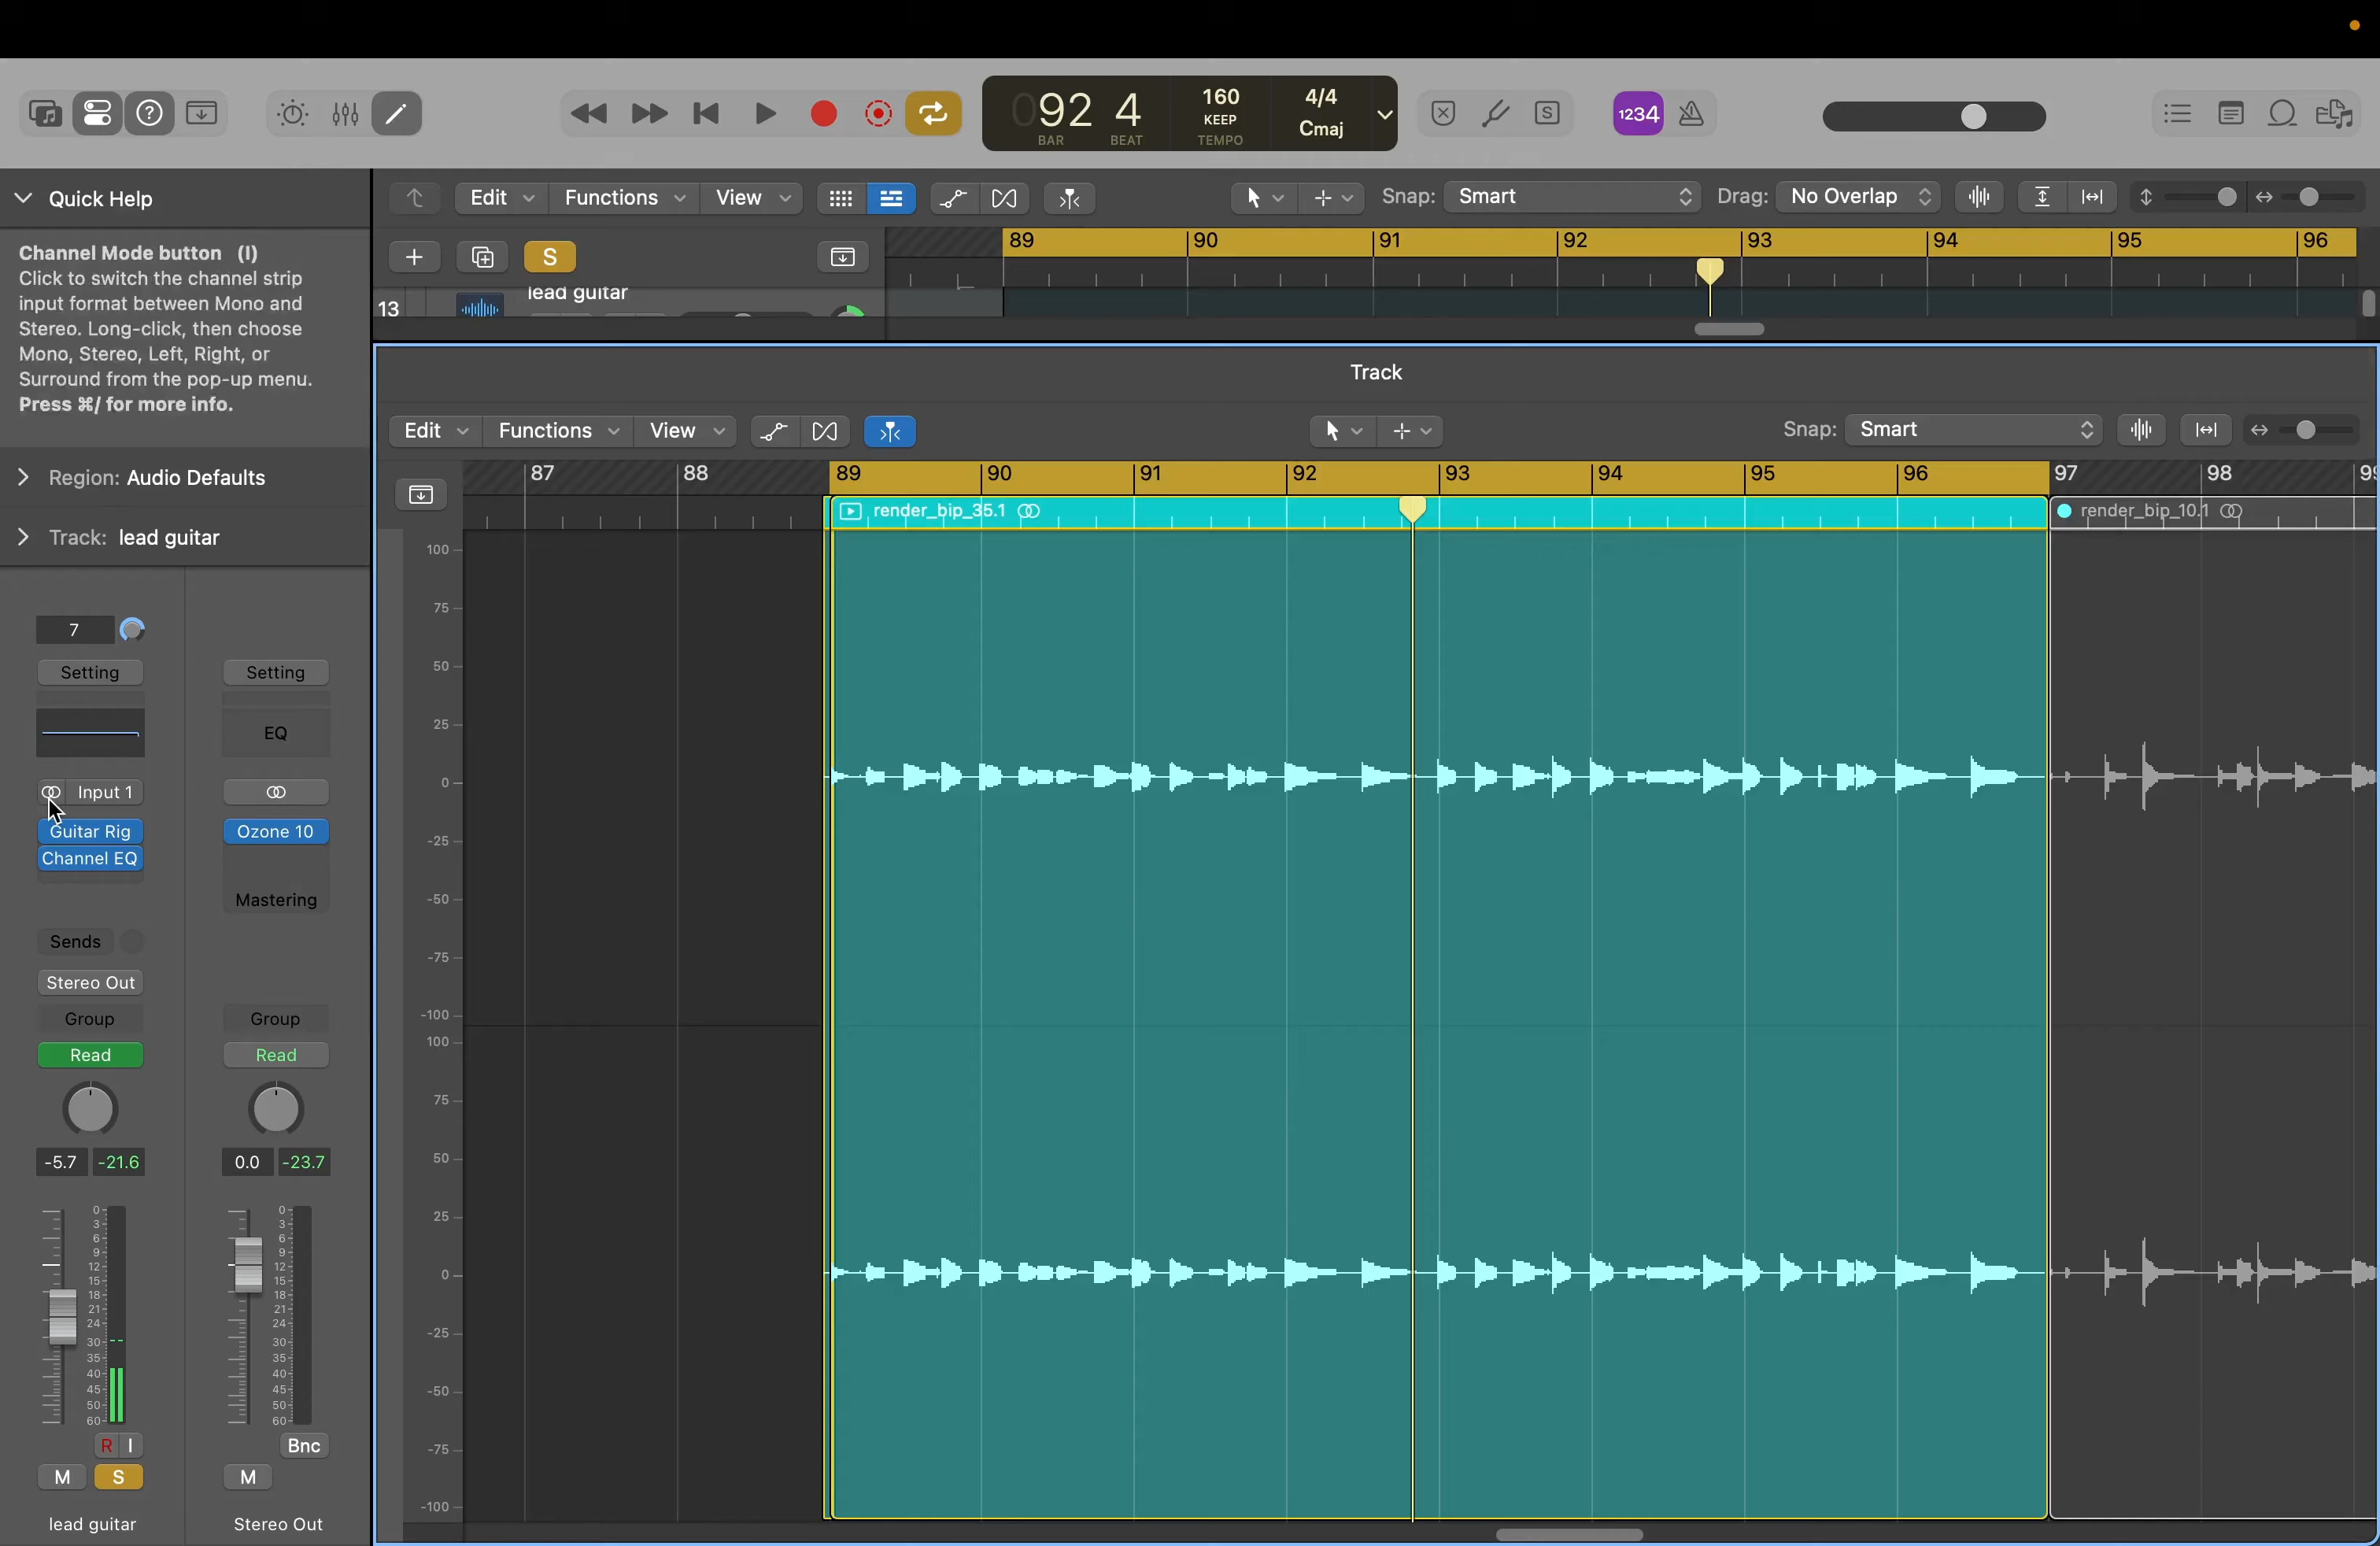 092 4
BAR BEAT
160
KEEP
TEMPO
4/4
Cmaj
S
1234
Quick Help
Channel Mode button (I)
Click to switch the channel strip
input format between Mono and
Stereo. Long-click, then choose
Mono, Stereo, Left, Right, or
Surround from the pop-up menu.
Press ⌘/ for more info.
Region: Audio Defaults
Track: lead guitar
Edit Functions View Snap: Smart Drag: No Overlap
S
89 90 91 92 93 94 95 96
13 lead guitar
Track
Edit Functions View Snap: Smart
87 88 89 90 91 92 93 94 95 96 97 98
render_bip_35.1 render_bip_10.1
100
75
50
25
0
-25
-50
-75
-100
100
75
50
25
0
-25
-50
-75
-100
7
Setting Setting
EQ
Input 1
Guitar Rig Ozone 10
Channel EQ
Mastering
Sends
Stereo Out
Group Group
Read Read
-5.7 -21.6 0.0 -23.7
0 0
3 3
6 6
9 9
12 12
15 15
18 18
21 21
24 24
30 30
35 35
40 40
45 45
50 50
60 60
R I Bnc
M S M
lead guitar Stereo Out